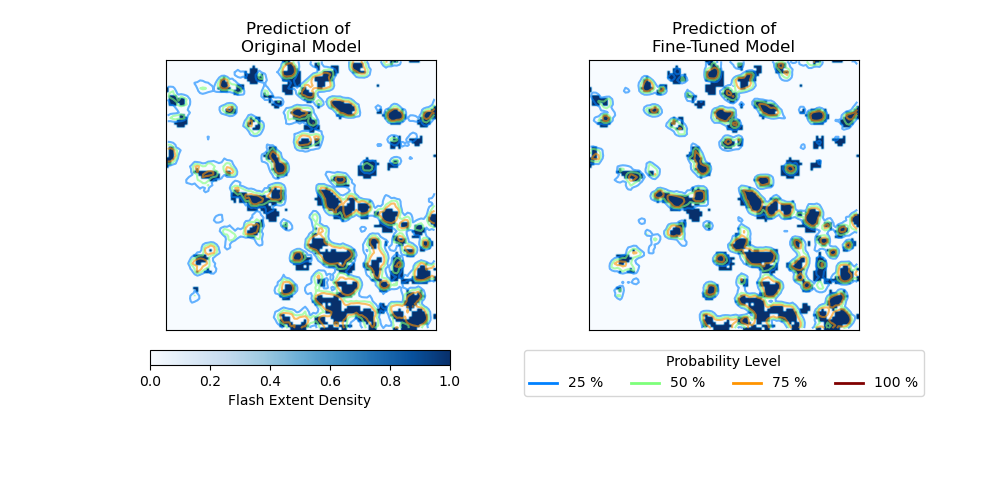 Prediction of
Original Model
Prediction of
Fine-Tuned Model
0.0 0.2 0.4 0.6 0.8 1.0
Flash Extent Density
Probability Level
25 % 50 % 75 % 100 %